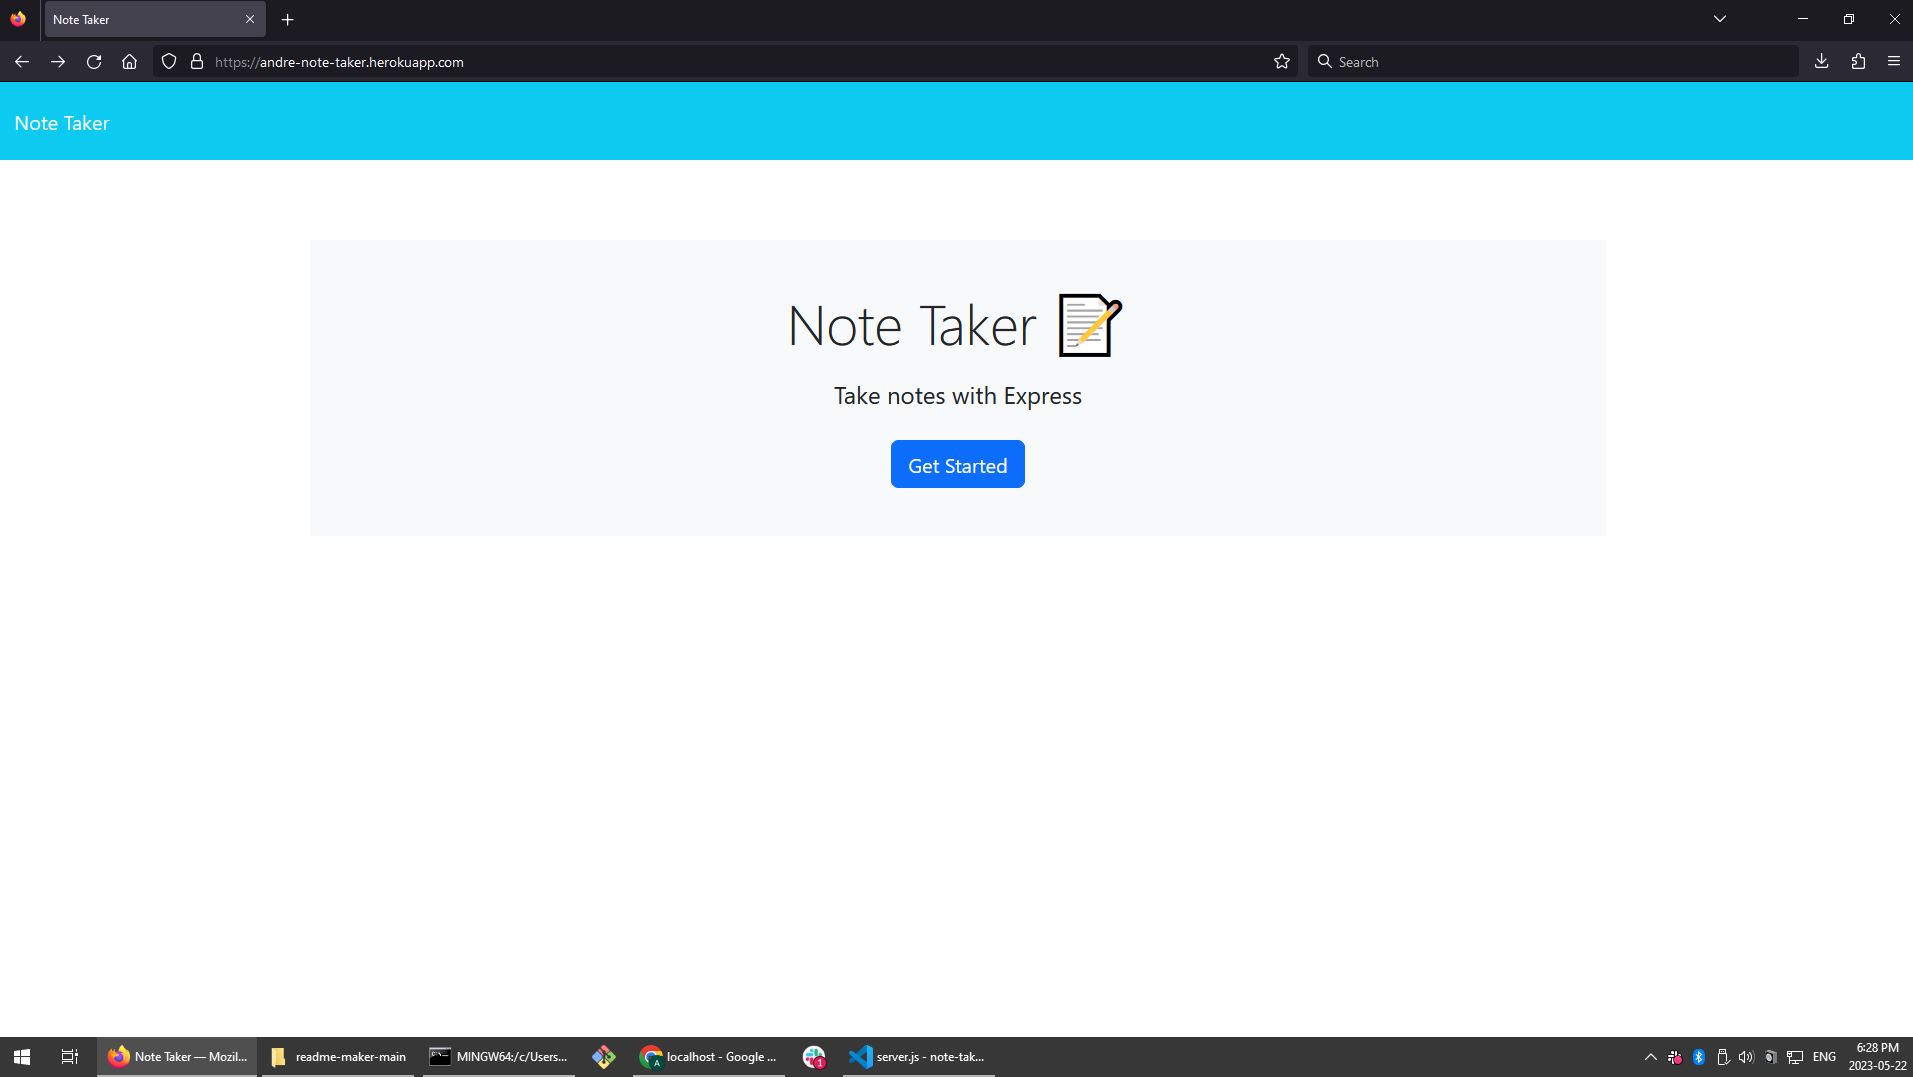 Note Taker
https://andre-note-taker.herokuapp.com
Search
Note Taker
Note Taker
Take notes with Express
Get Started
Note Taker — Mozil...
readme-maker-main
MINGW64:/c/Users...
A
localhost - Google ...
1
server.js - note-tak...
ENG
6:28 PM
2023-05-22